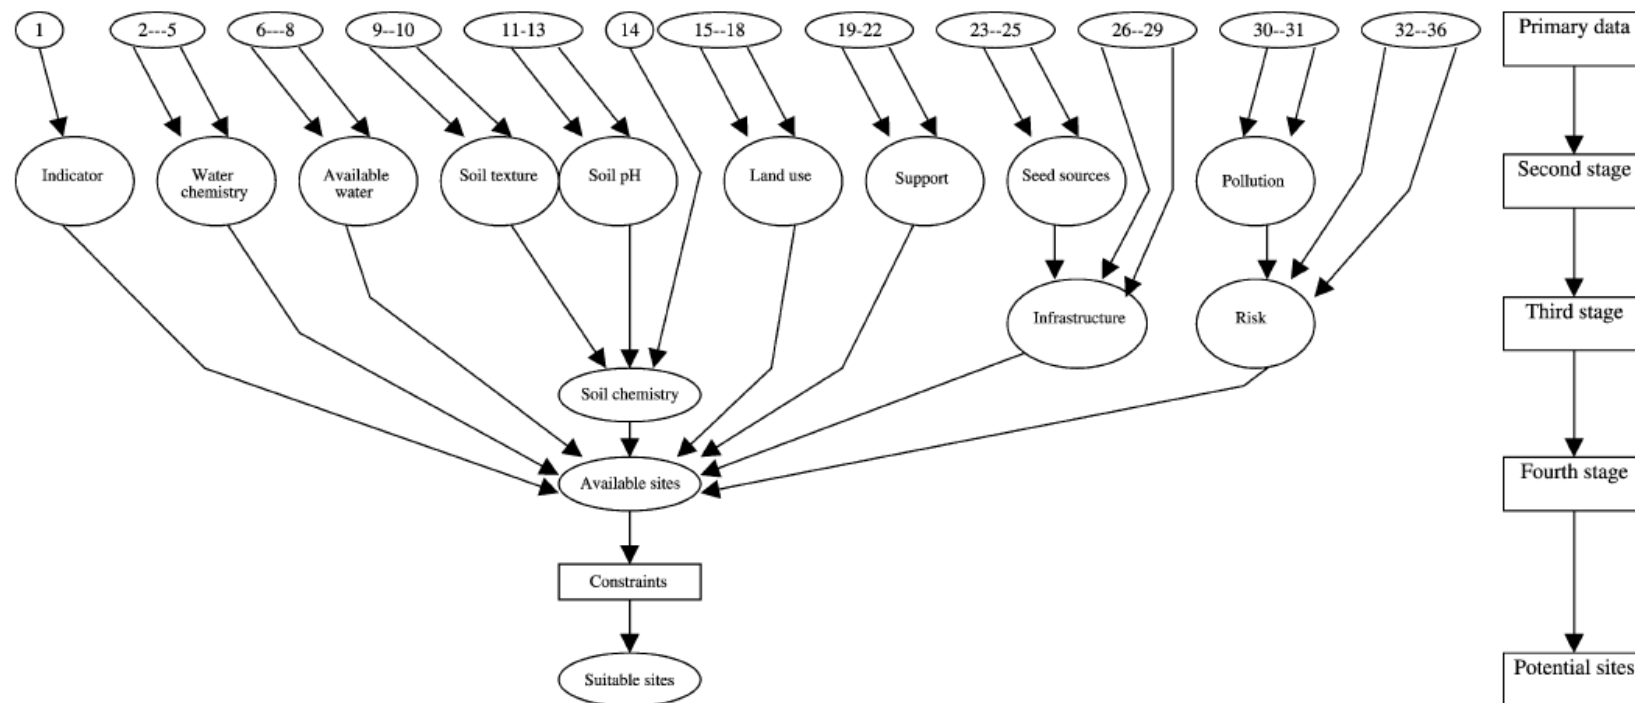 1
2---5
6---8
9--10
11-13
14
15--18
19-22
23--25
26--29
30--31
32--36
Primary data
Indicator
Water
chemistry
Available
water
Soil texture
Soil pH
Land use
Support
Seed sources
Pollution
Second stage
Infrastructure
Risk
Third stage
Soil chemistry
Available sites
Fourth stage
Constraints
Suitable sites
Potential sites